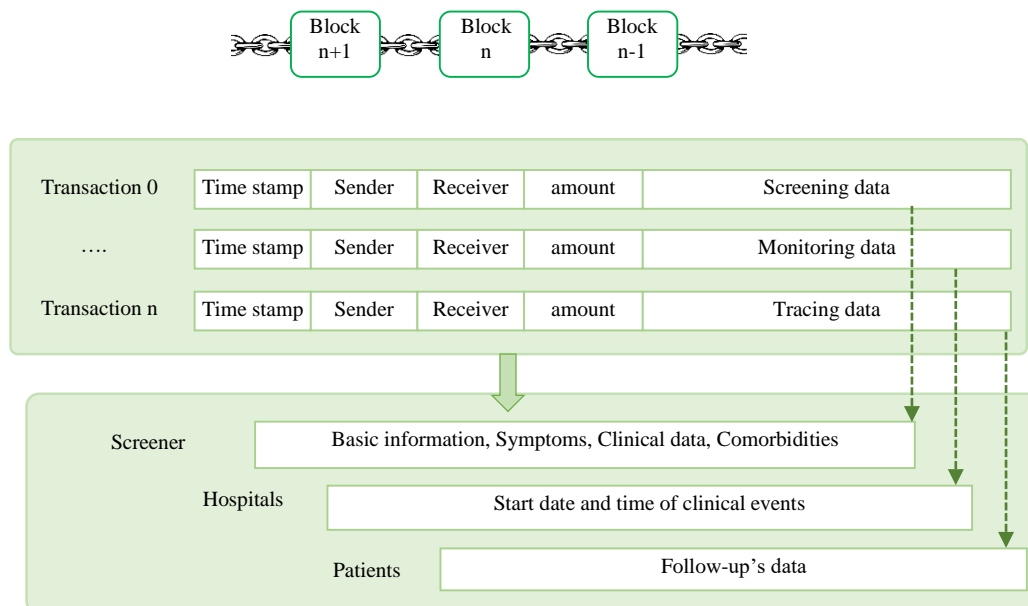 Block
n+1
Block
n
Block
n-1
Transaction 0 Time stamp Sender Receiver amount Screening data
…. Time stamp Sender Receiver amount Monitoring data
Transaction n Time stamp Sender Receiver amount Tracing data
Screener Basic information, Symptoms, Clinical data, Comorbidities
Hospitals Start date and time of clinical events
Patients Follow-up’s data